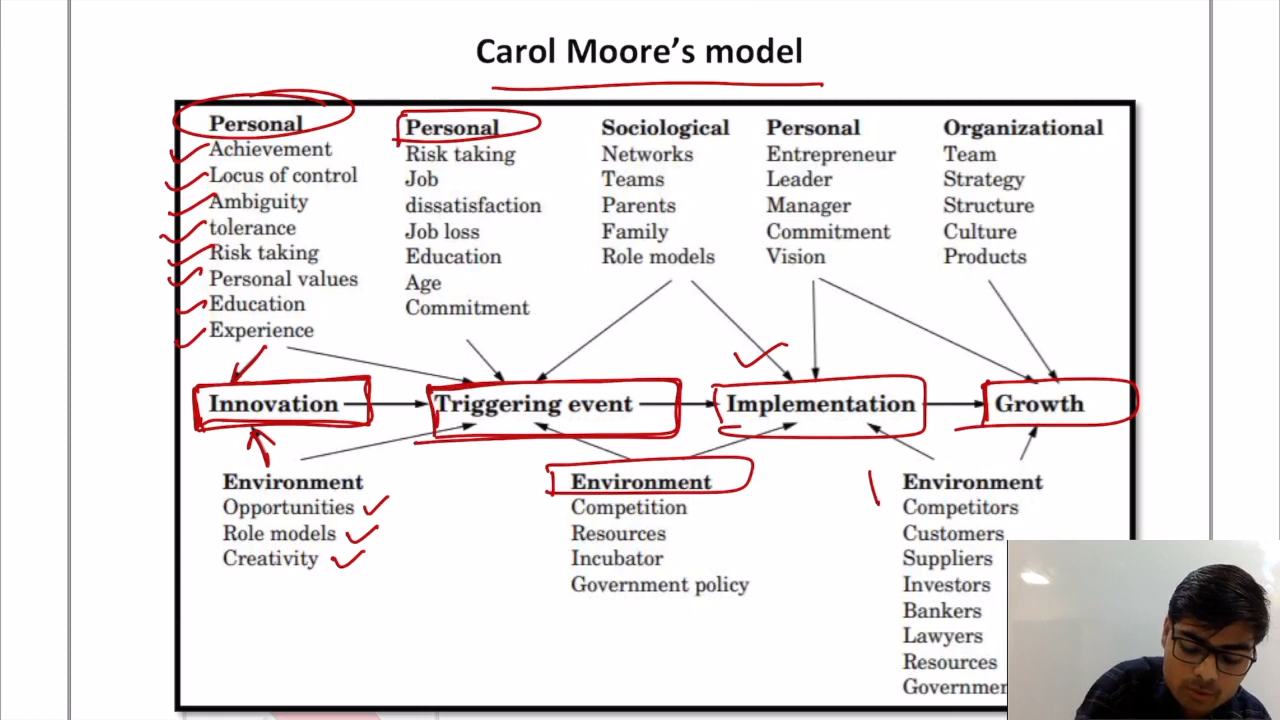 Carol Moore's model
Personal
Achievement
Locus of control
Ambiguity
tolerance
Risk taking
Personal values
Education
Experience
Personal
Risk taking
Job
dissatisfaction
Job loss
Education
Age
Commitment
Sociological
Networks
Teams
Parents
Family
Role models
Personal
Entrepreneur
Leader
Manager
Commitment
Vision
Organizational
Team
Strategy
Structure
Culture
Products
Innovation
Triggering event
Implementation
Growth
Environment
Opportunities
Role models
Creativity
Environment
Competition
Resources
Incubator
Government policy
Environment
Competitors
Customers
Suppliers
Investors
Bankers
Lawyers
Resources